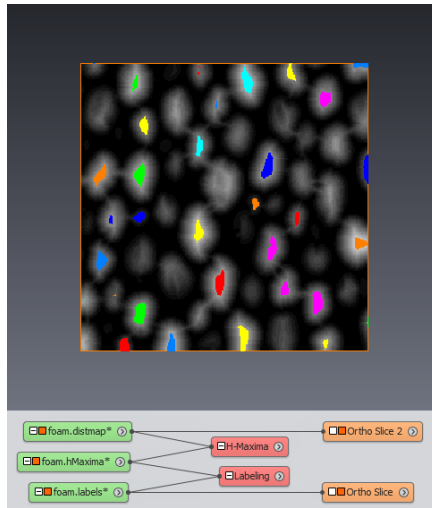 foam.distmap*
Ortho Slice 2
H-Maxima
foam.hMaxima*
Labeling
foam.labels*
Ortho Slice